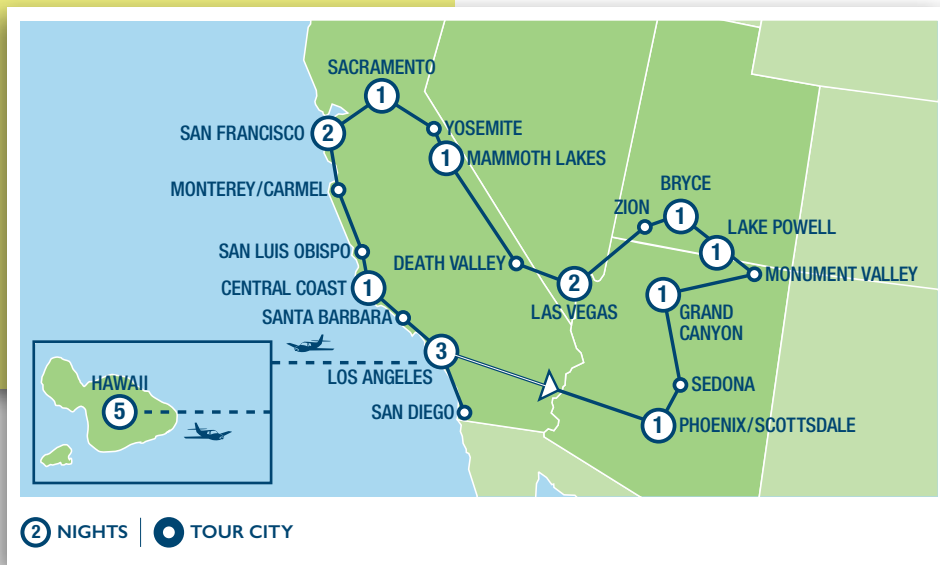 SACRAMENTO
1
SAN FRANCISCO
2
YOSEMITE
1
MAMMOTH LAKES
MONTEREY/CARMEL
BRYCE
1
ZION
LAKE POWELL
1
SAN LUIS OBISPO
DEATH VALLEY
MONUMENT VALLEY
CENTRAL COAST
1
2
LAS VEGAS
1
GRAND
CANYON
SANTA BARBARA
3
LOS ANGELES
HAWAII
5
SAN DIEGO
SEDONA
1
PHOENIX/SCOTTSDALE
2 NIGHTS
TOUR CITY